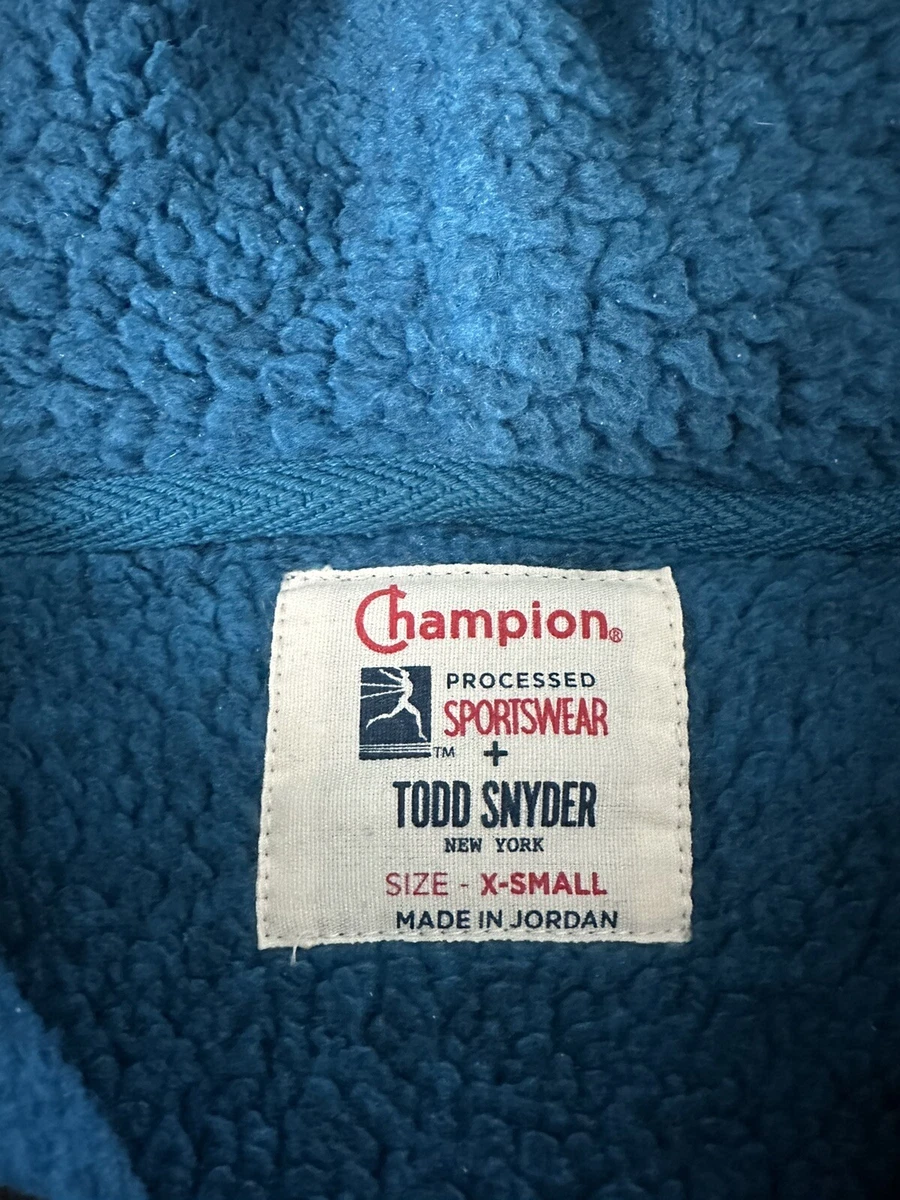 Champion®
PROCESSED
SPORTSWEAR
TM +
TODD SNYDER
NEW YORK
SIZE - X-SMALL
MADE IN JORDAN